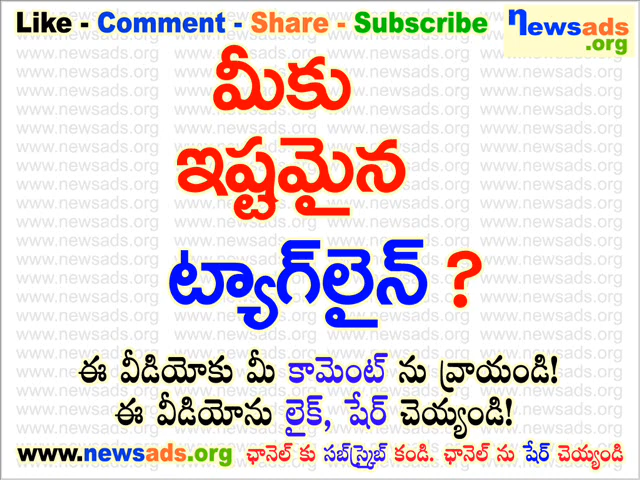 Like - Comment - Share - Subscribe
newsads
.org
మీకు
ఇష్టమైన
ట్యాగ్‌లైన్ ?
ఈ వీడియోకు మీ కామెంట్ ను వ్రాయండి!
ఈ వీడియోను లైక్, షేర్ చెయ్యండి!
www.newsads.org ఛానెల్ కు సబ్‌స్క్రైబ్ కండి. ఛానెల్ ను షేర్ చెయ్యండి